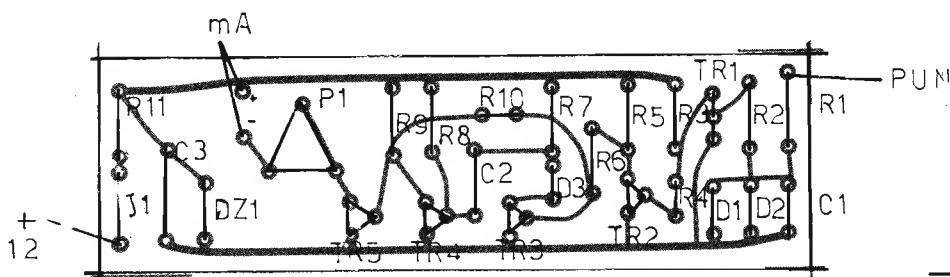 mA
PUN
+
12
R11
C3
J1
DZ1
+
-
P1
TR5
R9
R8
TR4
R10
C2
R7
D3
TR3
R6
R5
TR2
R3
R4
TR1
R2
R1
D1
D2
C1